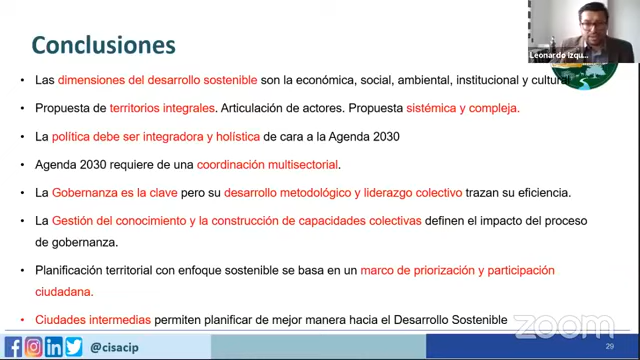 Conclusiones
Leonardo Izqu...
• Las dimensiones del desarrollo sostenible son la económica, social, ambiental, institucional y cultural
• Propuesta de territorios integrales. Articulación de actores. Propuesta sistémica y compleja.
• La política debe ser integradora y holística de cara a la Agenda 2030
• Agenda 2030 requiere de una coordinación multisectorial.
• La Gobernanza es la clave pero su desarrollo metodológico y liderazgo colectivo trazan su eficiencia.
• La Gestión del conocimiento y la construcción de capacidades colectivas definen el impacto del proceso
de gobernanza.
• Planificación territorial con enfoque sostenible se basa en un marco de priorización y participación
ciudadana.
• Ciudades intermedias permiten planificar de mejor manera hacia el Desarrollo Sostenible
zoom
@cisacip
29